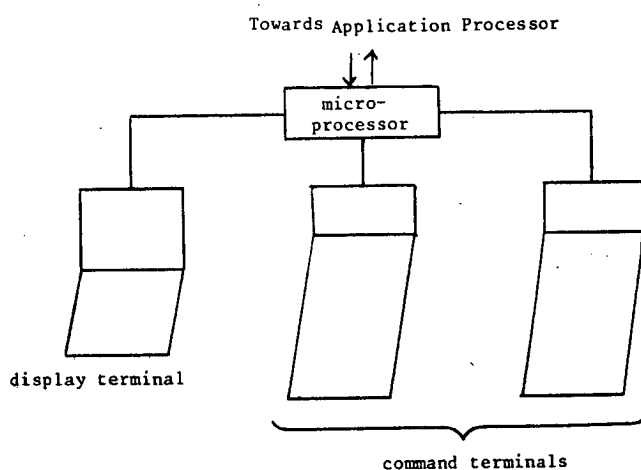 Towards Application Processor
micro-
processor
display terminal
command terminals